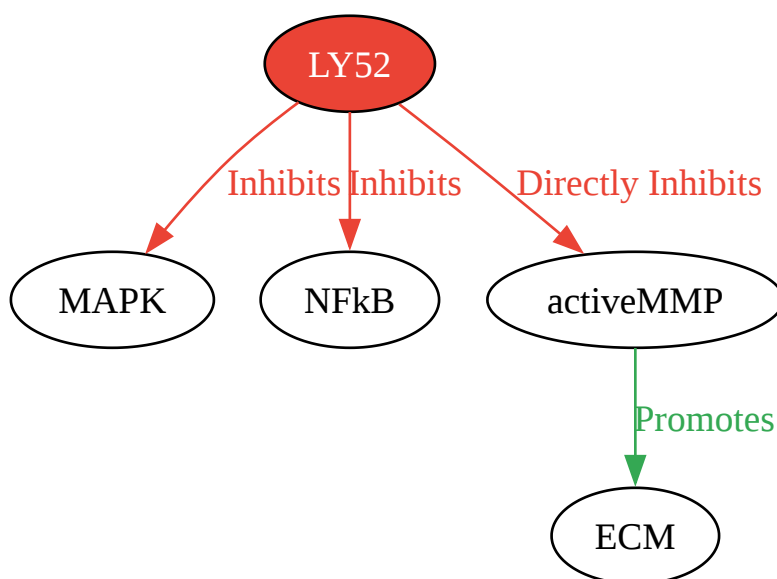 LY52
Inhibits Inhibits Directly Inhibits
MAPK NFkB activeMMP
Promotes
ECM